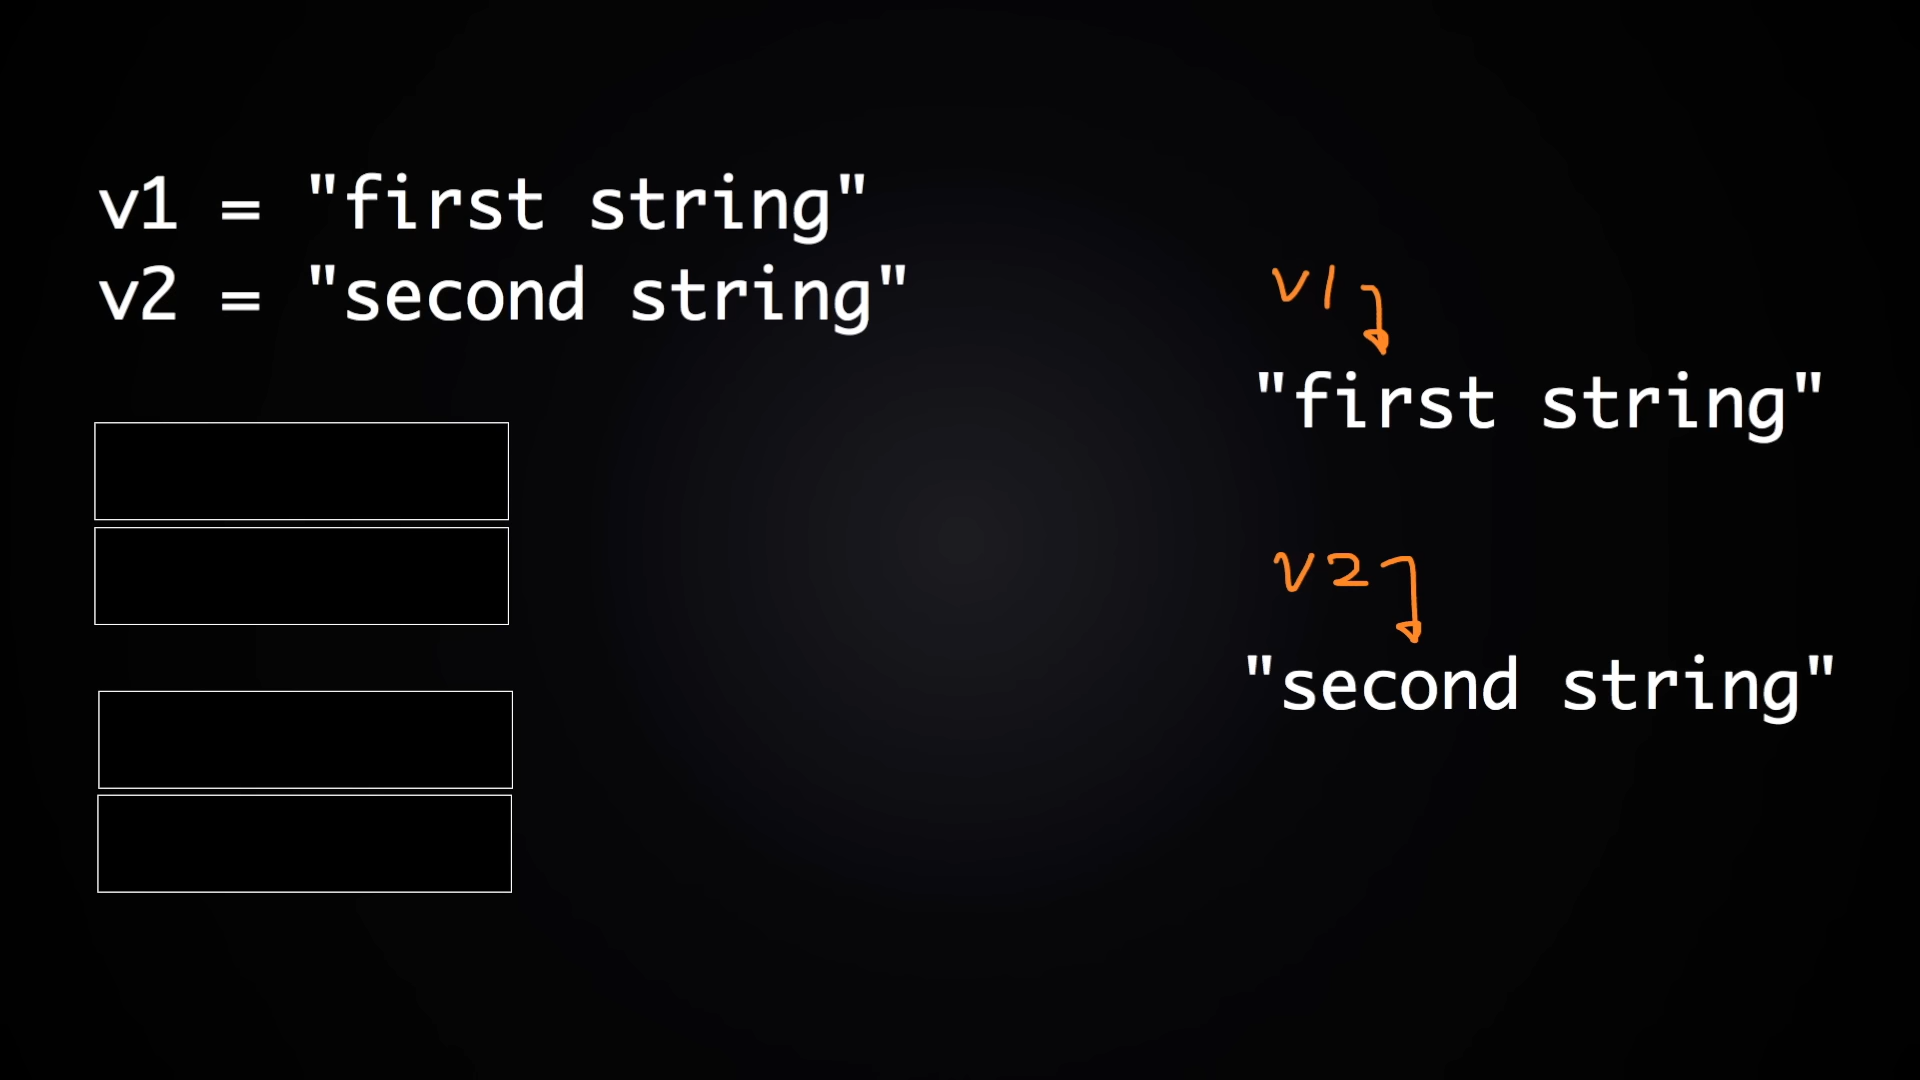 v1 = "first string"
v2 = "second string"
v1
"first string"
v2
"second string"